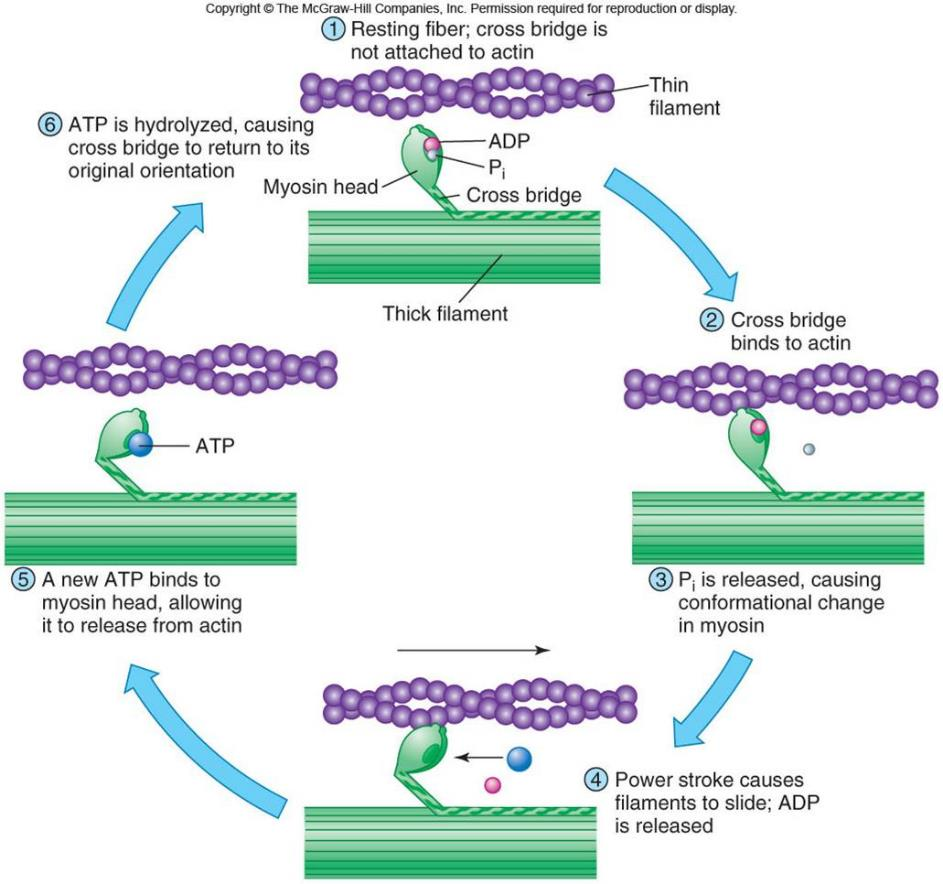 Copyright © The McGraw-Hill Companies, Inc. Permission required for reproduction or display.
1 Resting fiber; cross bridge is
not attached to actin
Thin
filament
6 ATP is hydrolyzed, causing
cross bridge to return to its
original orientation
ADP
Pi
Myosin head
Cross bridge
Thick filament
2 Cross bridge
binds to actin
ATP
5 A new ATP binds to
myosin head, allowing
it to release from actin
3 Pi is released, causing
conformational change
in myosin
4 Power stroke causes
filaments to slide; ADP
is released